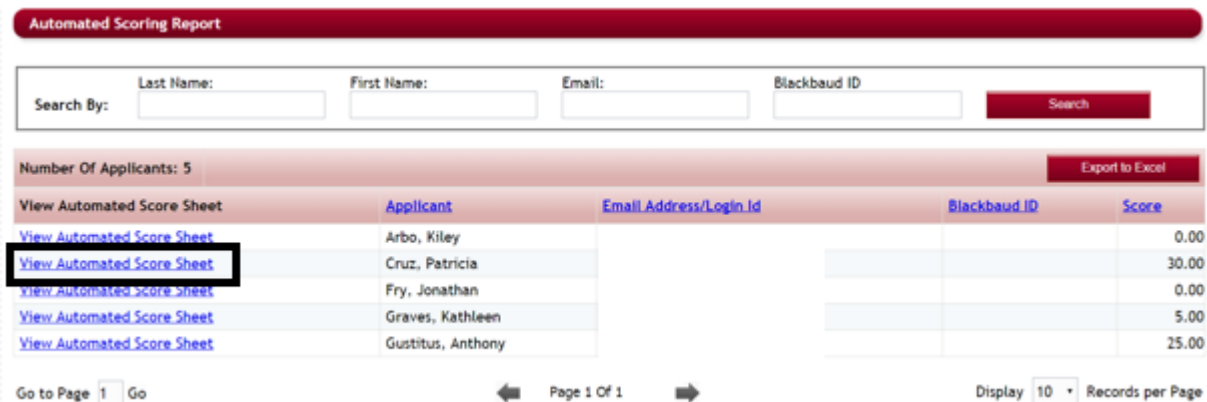 Automated Scoring Report
Last Name: First Name: Email: Blackbaud ID
Search By: Search
Number Of Applicants: 5 Export to Excel
View Automated Score Sheet Applicant Email Address/Login Id Blackbaud ID Score
View Automated Score Sheet Arbo, Kiley 0.00
View Automated Score Sheet Cruz, Patricia 30.00
View Automated Score Sheet Fry, Jonathan 0.00
View Automated Score Sheet Graves, Kathleen 5.00
View Automated Score Sheet Gustitus, Anthony 25.00
Go to Page 1 Go Page 1 Of 1 Display 10 Records per Page